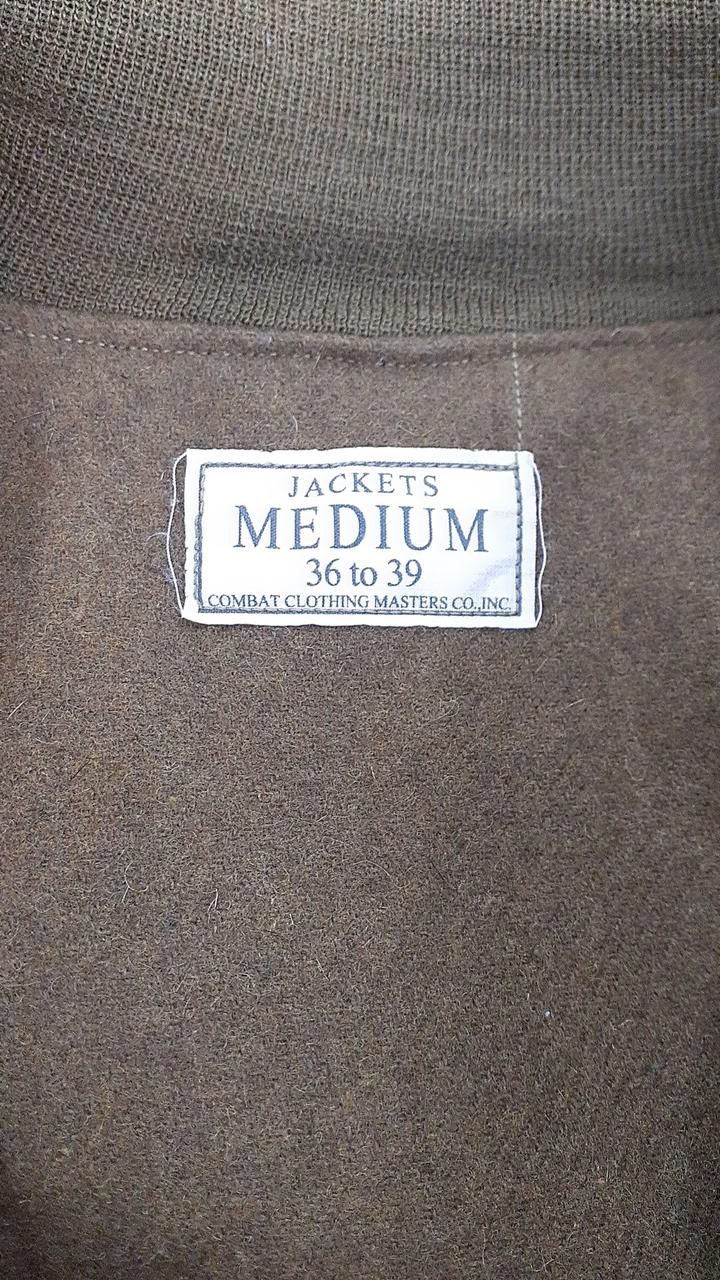 JACKETS
MEDIUM
36 to 39
COMBAT CLOTHING MASTERS CO.,INC.